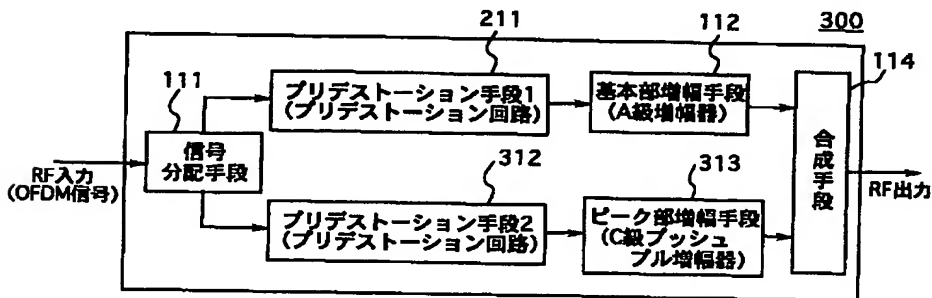 300
211
112
114
111
プリデストーション手段1
(プリデストーション回路)
基本部増幅手段
(A級増幅器)
信号
分配手段
合成手段
RF入力
(OFDM信号)
RF出力
312
313
プリデストーション手段2
(プリデストーション回路)
ピーク部増幅手段
(C級プッシュ
プル増幅器)